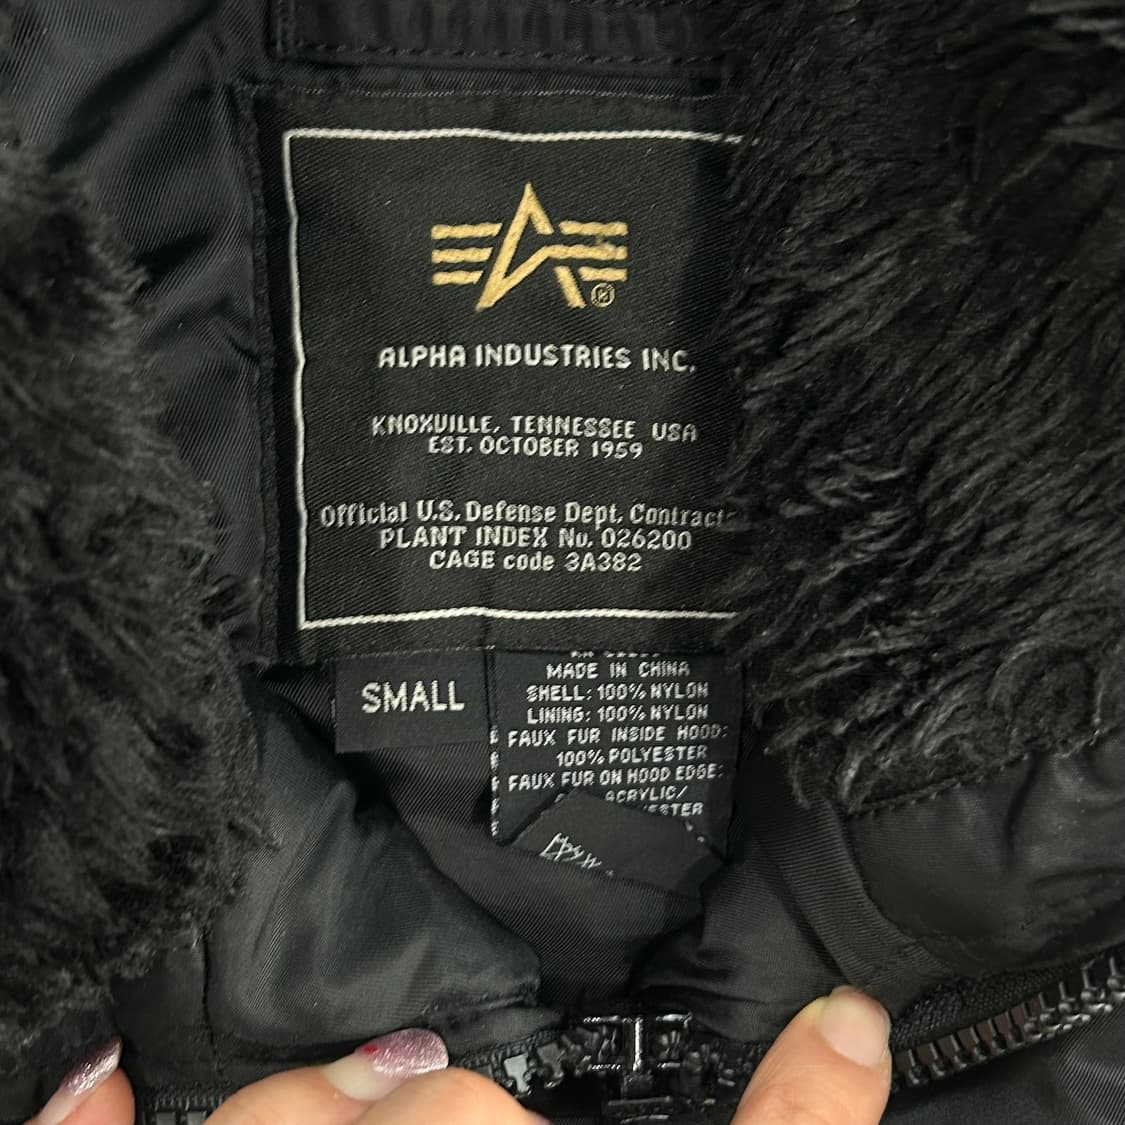 ALPHA INDUSTRIES INC.
KNOXVILLE, TENNESSEE USA
EST. OCTOBER 1959
Official U.S. Defense Dept. Contract
PLANT INDEX No. 026200
CAGE code 3A382
SMALL
MADE IN CHINA
SHELL: 100% NYLON
LINING: 100% NYLON
FAUX FUR INSIDE HOOD:
100% POLYESTER
FAUX FUR ON HOOD EDGE:
ACRYLIC/